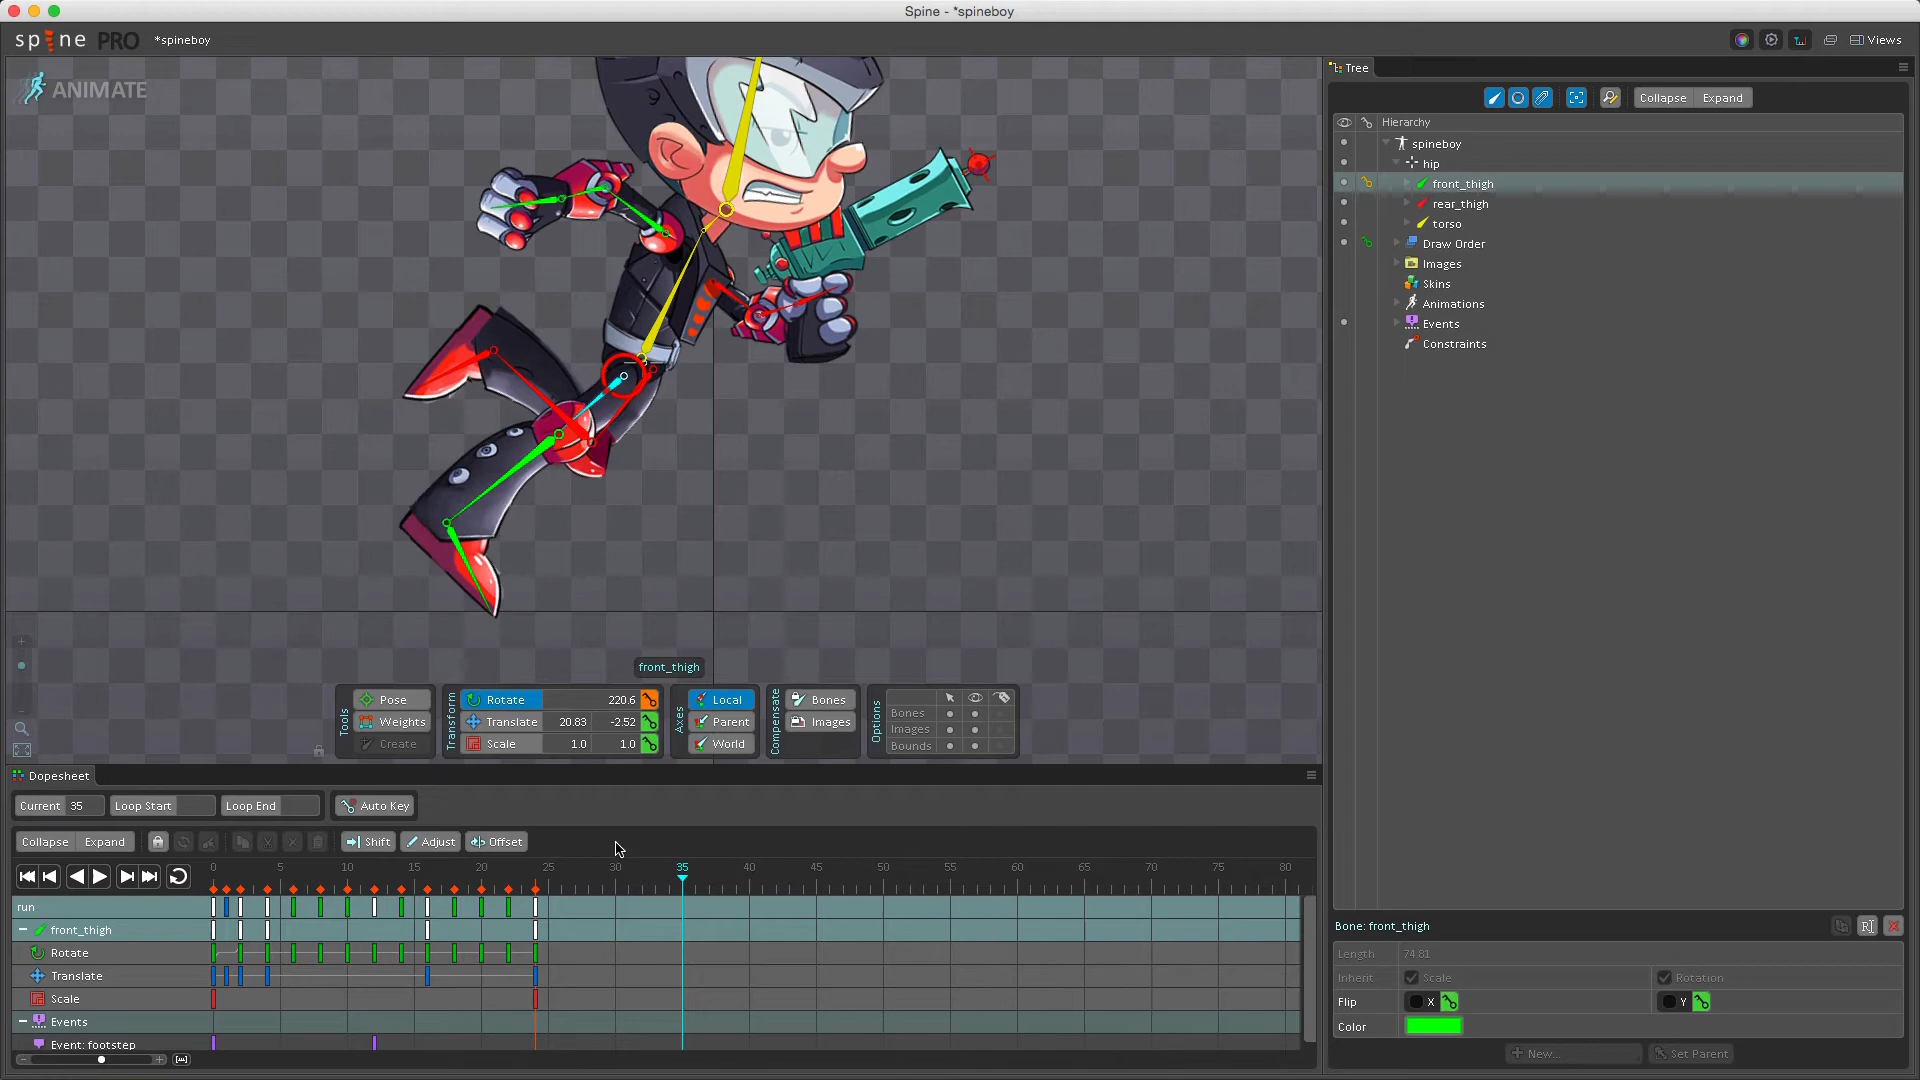 Spine - *spineboy
spine PRO *spineboy Views
ANIMATE
Tree
Collapse Expand
Hierarchy
spineboy
hip
front_thigh
rear_thigh
torso
Draw Order
Images
Skins
Animations
Events
Constraints
front_thigh
Tools
Pose
Weights
Create
Transform
Rotate 220.6
Translate 20.83 -2.52
Scale 1.0 1.0
Axes
Local
Parent
World
Compensate
Bones
Images
Options
Bones
Images
Bounds
Dopesheet
Current 35 Loop Start Loop End Auto Key
Collapse Expand Shift Adjust Offset
0 5 10 15 20 25 30 35 40 45 50 55 60 65 70 75 80
run
front_thigh
Rotate
Translate
Scale
Events
Event: footstep
Bone: front_thigh
Length 74.81
Inherit Scale Rotation
Flip X Y
Color
New... Set Parent